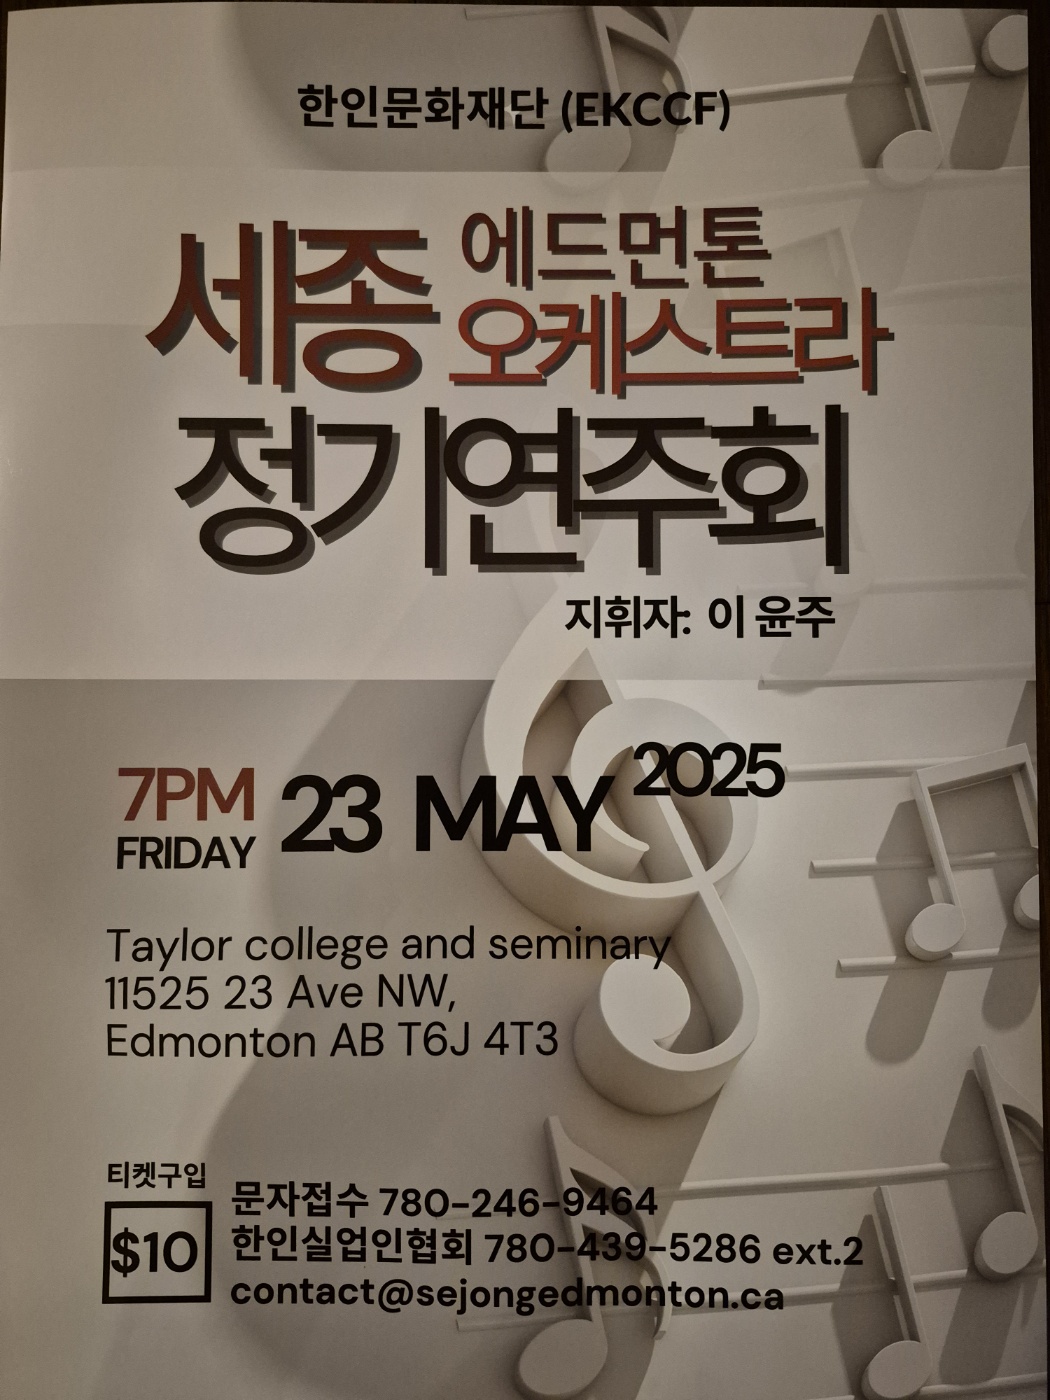 한인문화재단 (EKCCF)
세종 에드먼톤
오케스트라
정기연주회
지휘자: 이 윤주
7PM
FRIDAY
23 MAY 2025
Taylor college and seminary
11525 23 Ave NW,
Edmonton AB T6J 4T3
티켓구입
$10
문자접수 780-246-9464
한인실업인협회 780-439-5286 ext.2
contact@sejongedmonton.ca